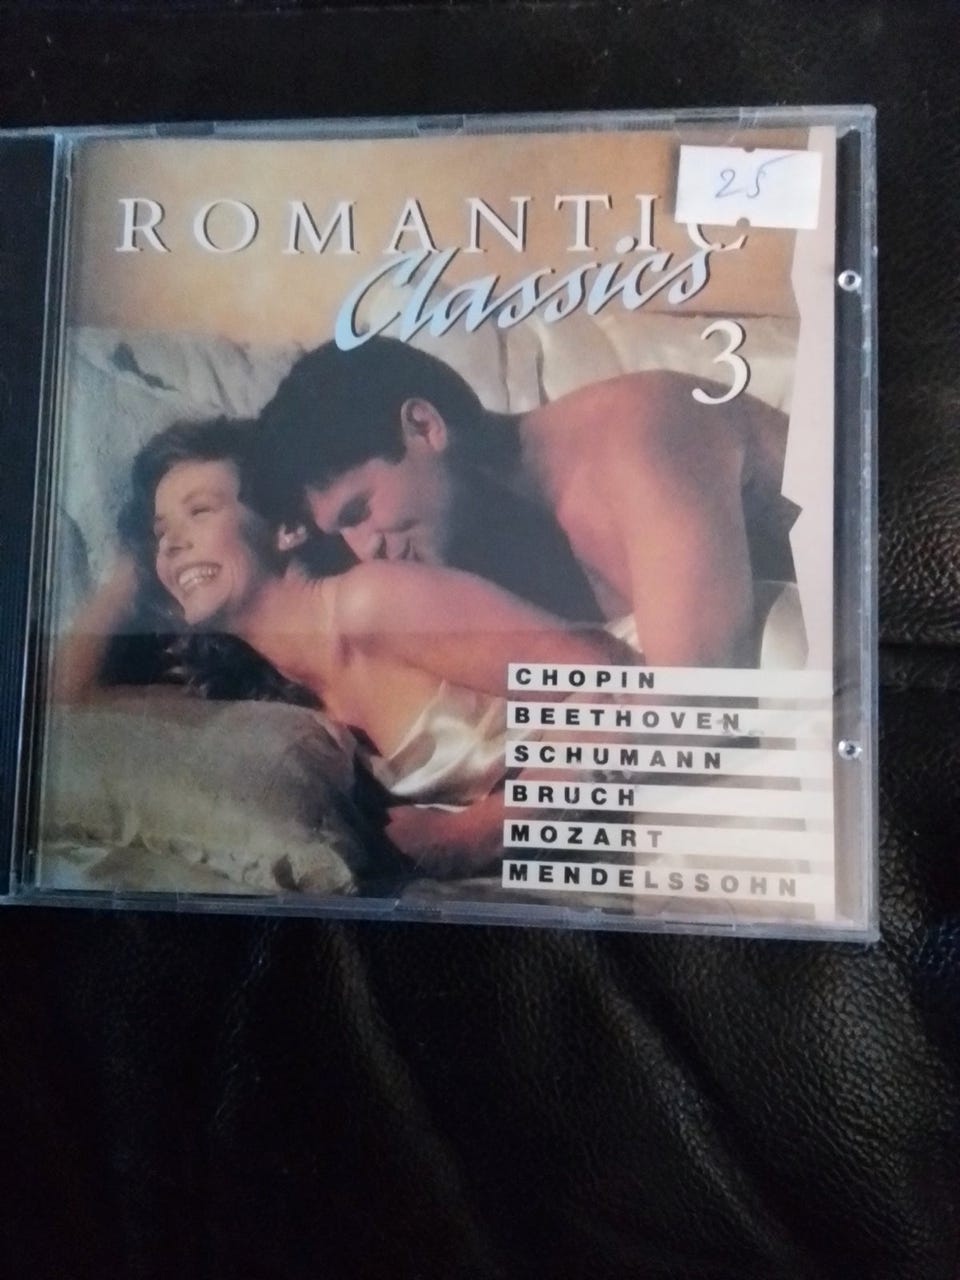 25
ROMANTIC
Classics
3
CHOPIN
BEETHOVEN
SCHUMANN
BRUCH
MOZART
MENDELSSOHN